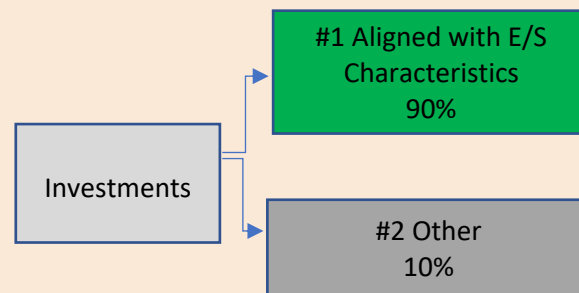 #1 Aligned with E/S
Characteristics
90%
Investments
#2 Other
10%